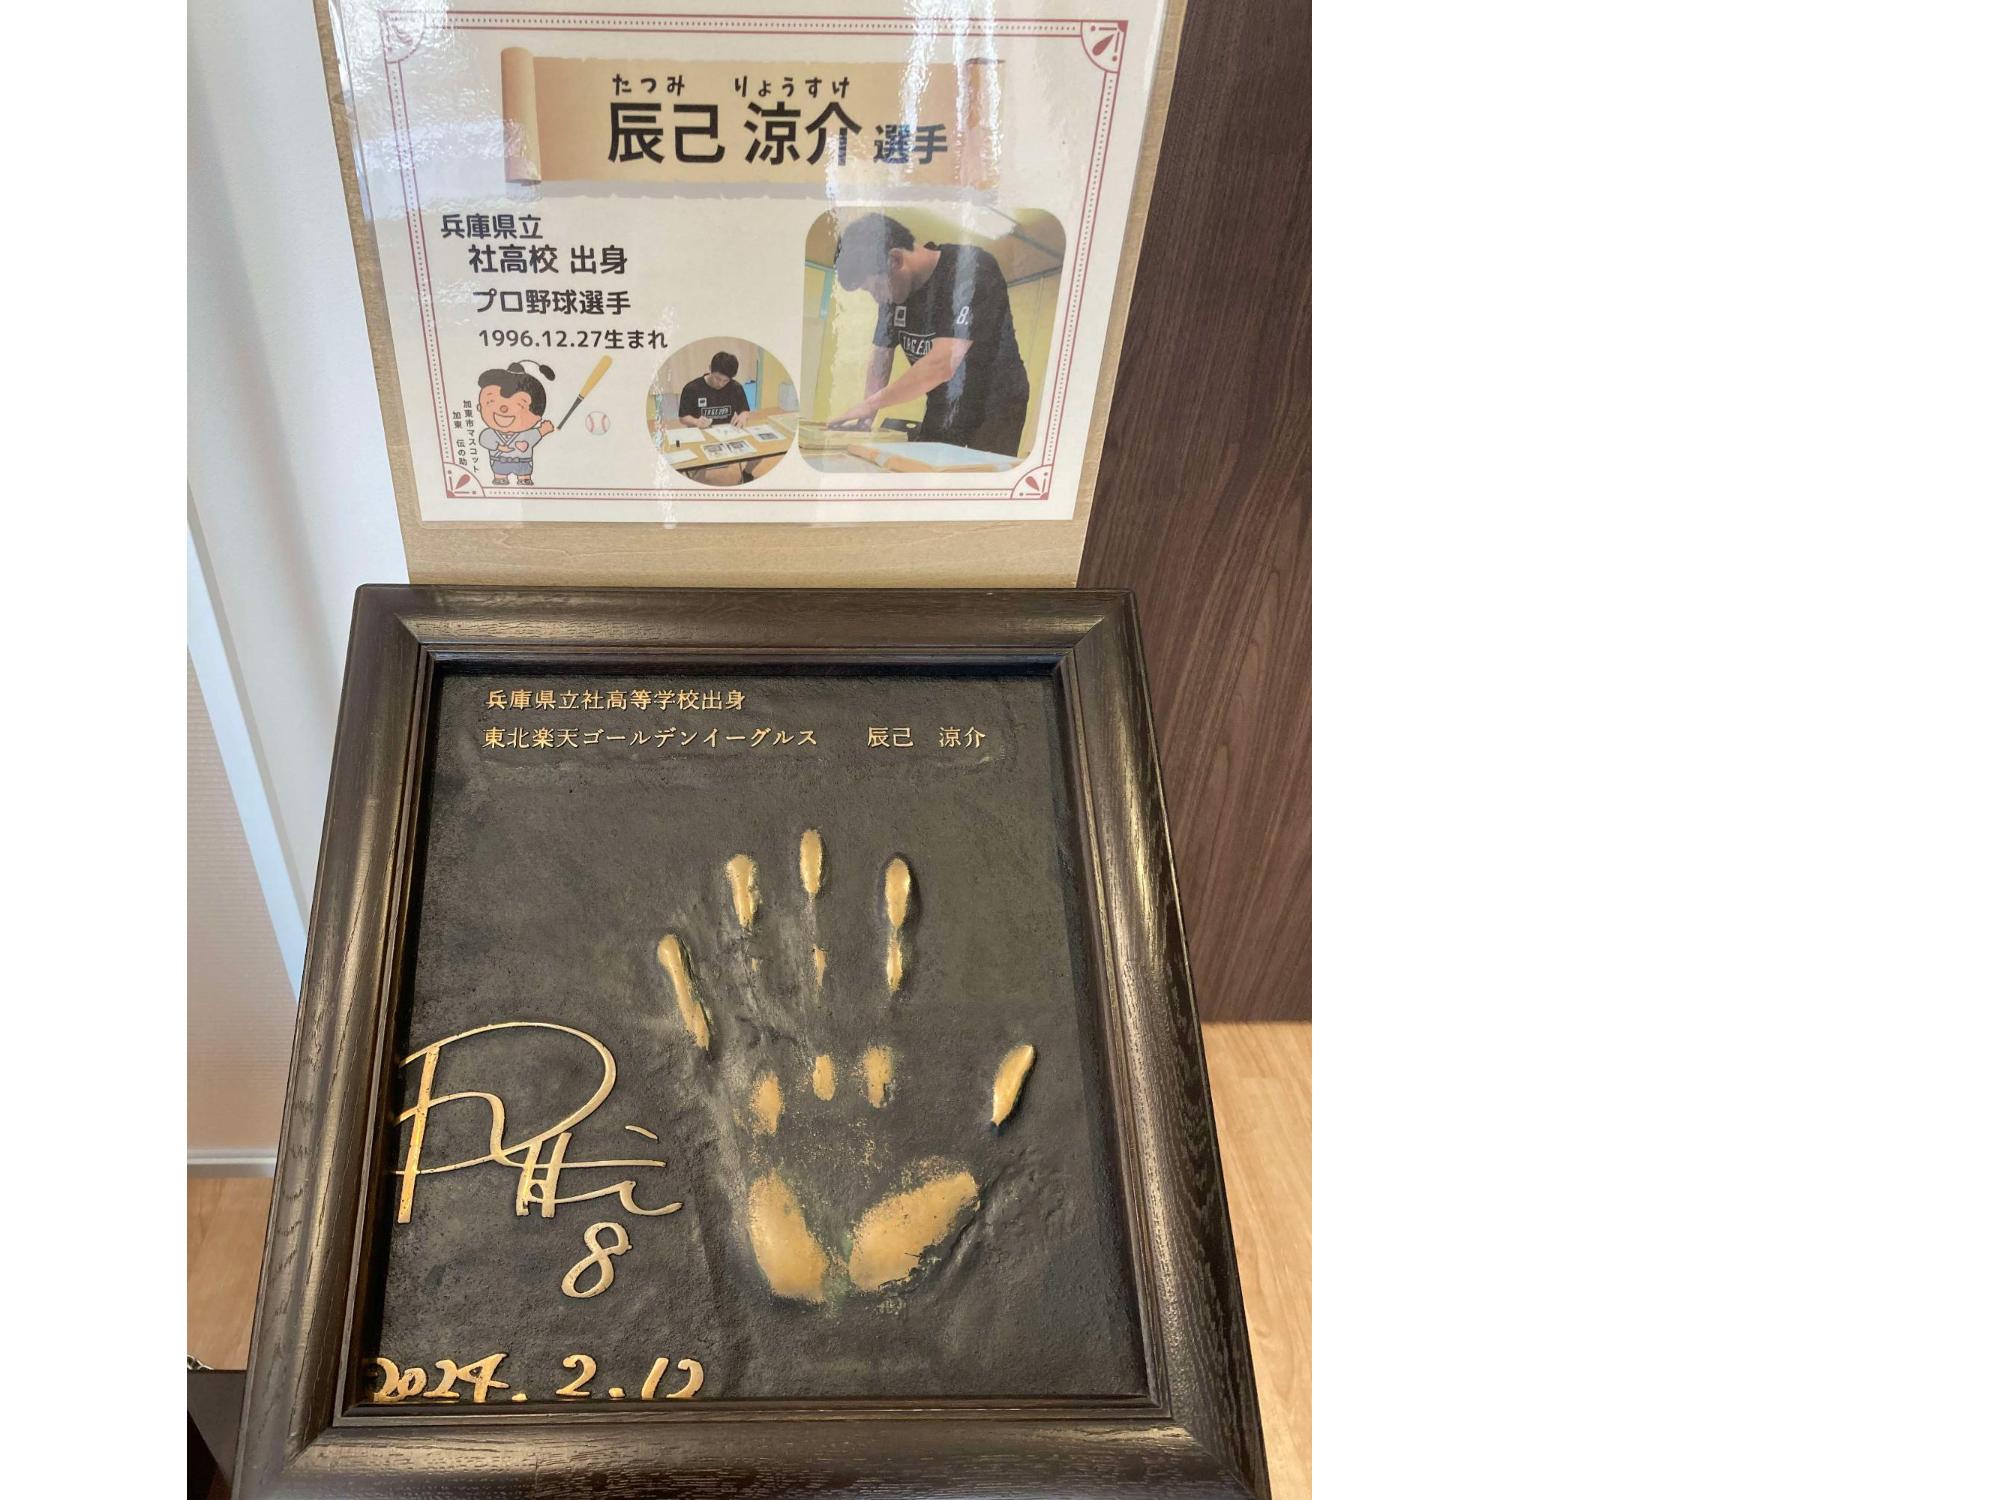 たつみ りょうすけ
辰己 涼介 選手
兵庫県立
社高校 出身
プロ野球選手
1996.12.27生まれ
加東市マスコット
加東 伝の助
8
兵庫県立社高等学校出身
東北楽天ゴールデンイーグルス 辰己 涼介
8
2024.2.12